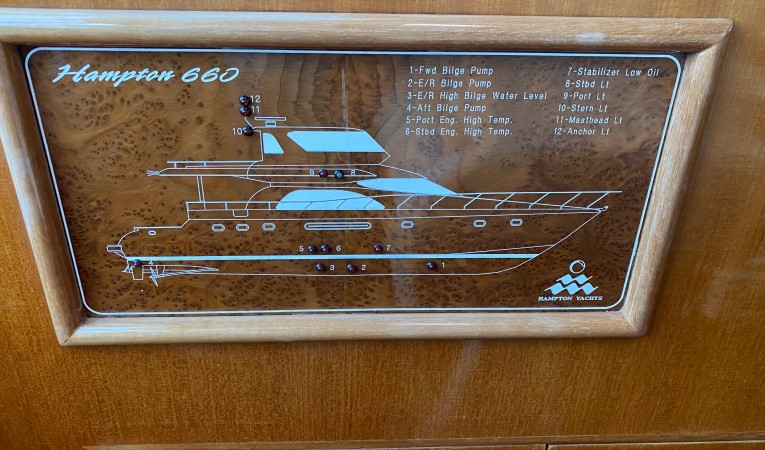 Hampton 660
1-Fwd Bilge Pump
2-E/R Bilge Pump
3-E/R High Bilge Water Level
4-Aft Bilge Pump
5-Port Eng. High Temp.
6-Stbd Eng. High Temp.
7-Stabilizer Low Oil
8-Stbd Lt
9-Port Lt
10-Stern Lt
11-Masthead Lt
12-Anchor Lt
12
11
10
9 8
5 6 7
4
3 2 1
HAMPTON YACHTS